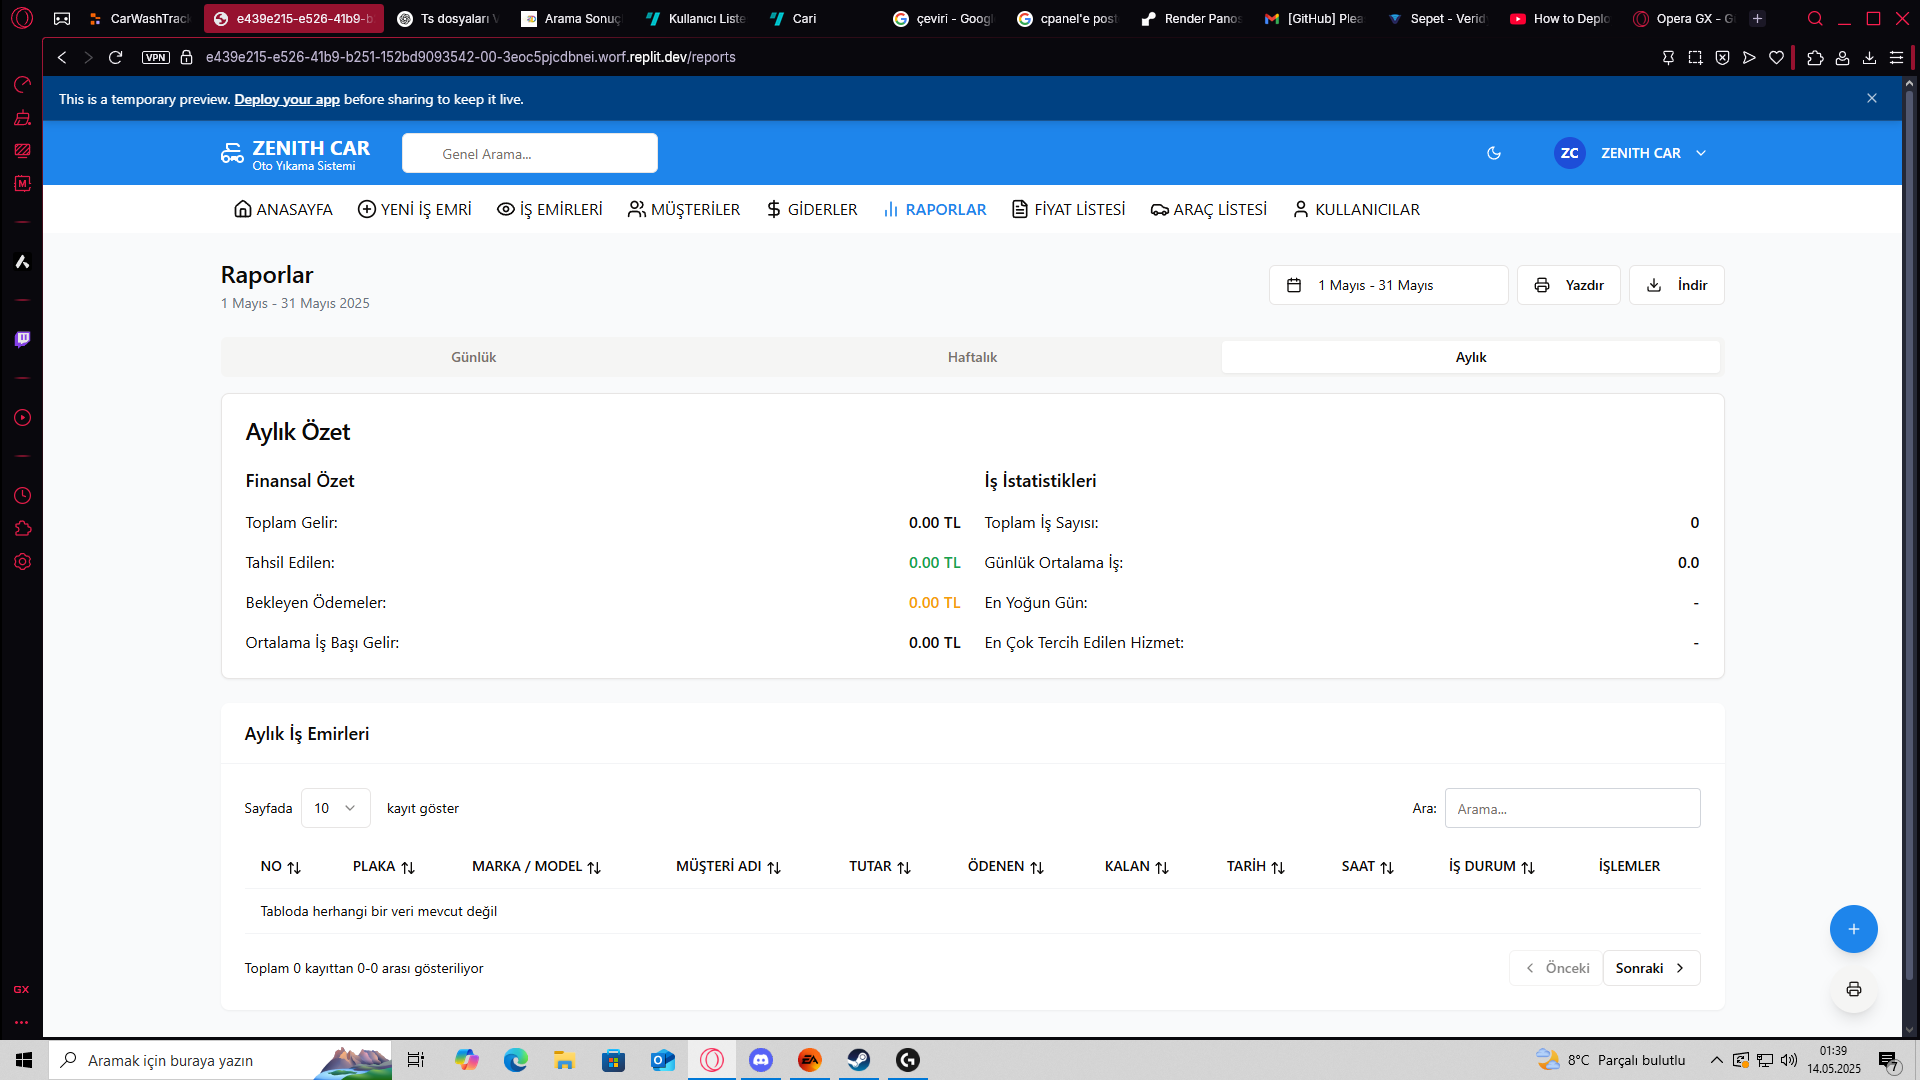 CarWashTrack
e439e215-e526-41b9-b
Ts dosyaları
Arama Sonuç
Kullanıcı Liste
Cari
çeviri - Googl
cpanel'e post
Render Panos
[GitHub] Plea
Sepet - Verid
How to Deplo
Opera GX - G
VPN
e439e215-e526-41b9-b251-152bd9093542-00-3eoc5pjcdbnei.worf.replit.dev/reports
This is a temporary preview. Deploy your app before sharing to keep it live.
ZENITH CAR
Oto Yıkama Sistemi
Genel Arama...
ZC
ZENITH CAR
ANASAYFA
YENİ İŞ EMRİ
İŞ EMİRLERİ
MÜŞTERİLER
GİDERLER
RAPORLAR
FİYAT LİSTESİ
ARAÇ LİSTESİ
KULLANICILAR
Raporlar
1 Mayıs - 31 Mayıs 2025
1 Mayıs - 31 Mayıs
Yazdır
İndir
Günlük
Haftalık
Aylık
Aylık Özet
Finansal Özet
Toplam Gelir: 0.00 TL
Tahsil Edilen: 0.00 TL
Bekleyen Ödemeler: 0.00 TL
Ortalama İş Başı Gelir: 0.00 TL
İş İstatistikleri
Toplam İş Sayısı: 0
Günlük Ortalama İş: 0.0
En Yoğun Gün: -
En Çok Tercih Edilen Hizmet: -
Aylık İş Emirleri
Sayfada 10 kayıt göster
Ara: Arama...
NO PLAKA MARKA / MODEL MÜŞTERİ ADI TUTAR ÖDENEN KALAN TARİH SAAT İŞ DURUM İŞLEMLER
Tabloda herhangi bir veri mevcut değil
Toplam 0 kayıttan 0-0 arası gösteriliyor
Önceki
Sonraki
GX
Aramak için buraya yazın
EA
8°C Parçalı bulutlu
01:39
14.05.2025
7